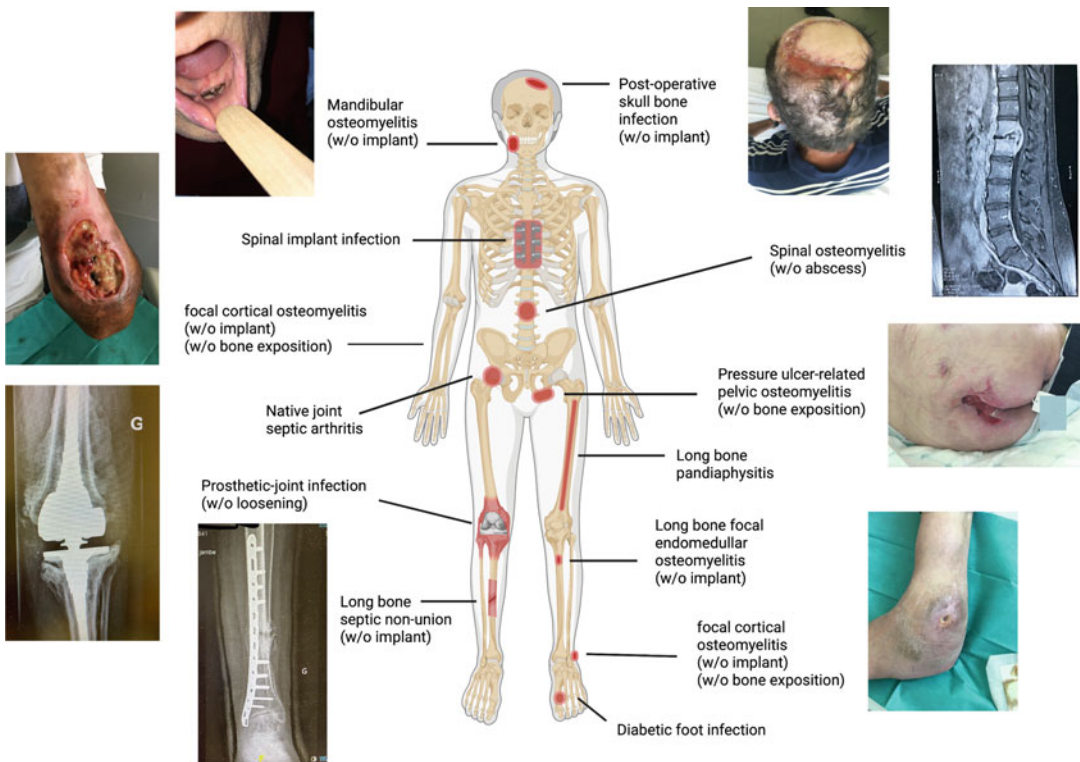 Mandibular
osteomyelitis
(w/o implant)
Post-operative
skull bone
infection
(w/o implant)
Spinal implant infection
Spinal osteomyelitis
(w/o abscess)
focal cortical osteomyelitis
(w/o implant)
(w/o bone exposition)
Native joint
septic arthritis
Pressure ulcer-related
pelvic osteomyelitis
(w/o bone exposition)
G
Long bone
pandiaphysitis
Prosthetic-joint infection
(w/o loosening)
Long bone focal
endomedullar
osteomyelitis
(w/o implant)
Long bone
septic non-union
(w/o implant)
G
focal cortical
osteomyelitis
(w/o implant)
(w/o bone exposition)
Diabetic foot infection